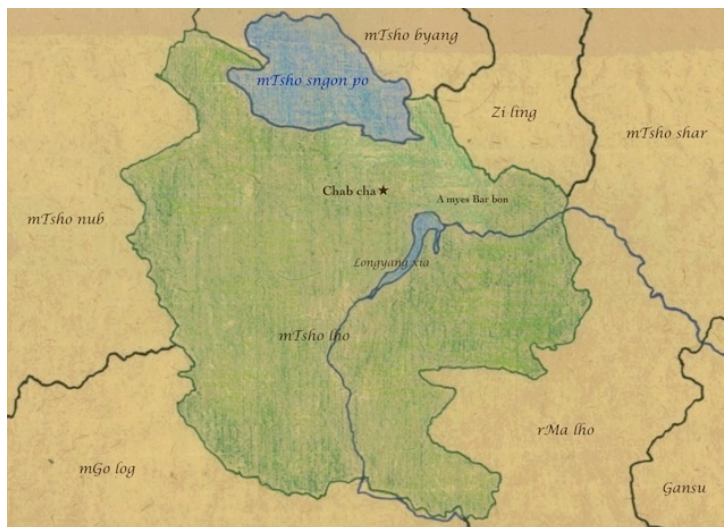 mTsho byang
mTsho sngon po
Zi ling
mTsho shar
Chab cha
A myes Bar bon
mTsho nub
Longyang xia
mTsho lho
rMa lho
mGo log
Gansu